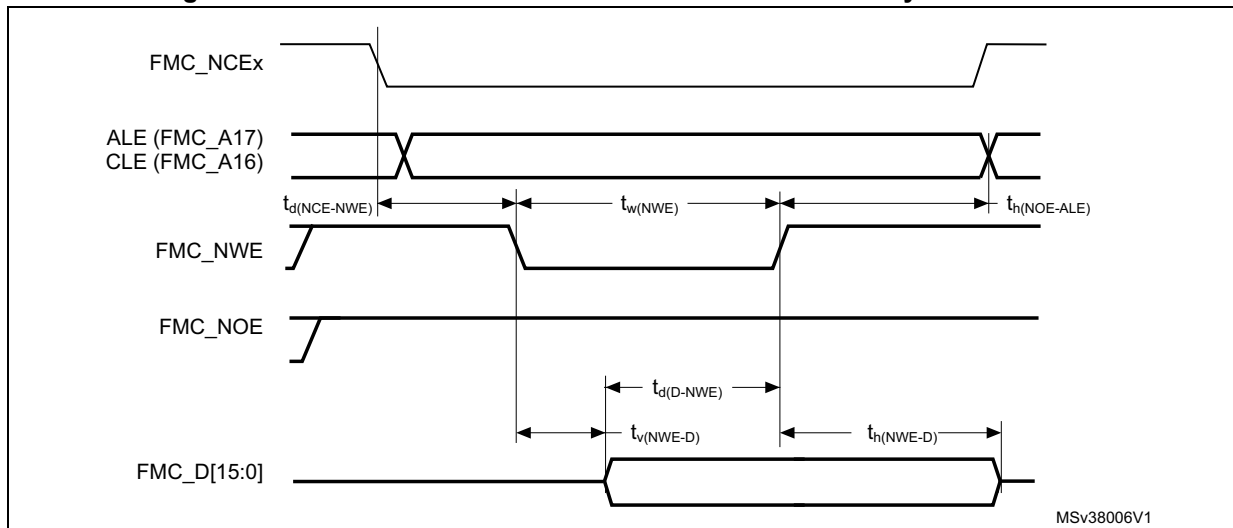 FMC_NCEx
ALE (FMC_A17)
CLE (FMC_A16)
td(NCE-NWE)
tw(NWE)
th(NOE-ALE)
FMC_NWE
FMC_NOE
td(D-NWE)
tv(NWE-D)
th(NWE-D)
FMC_D[15:0]
MSv38006V1